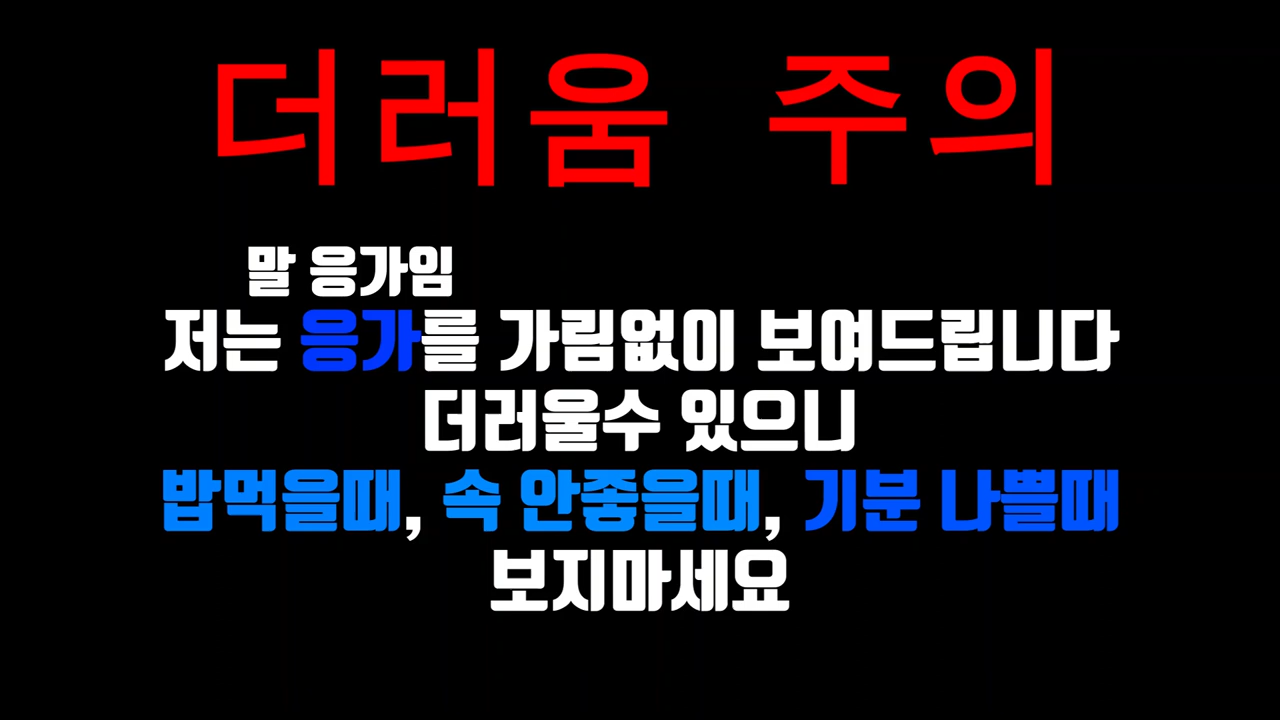 더러움 주의
말 응가임
저는 응가를 가림없이 보여드립니다
더러울수 있으니
밥먹을때, 속 안좋을때, 기분 나쁠때
보지마세요